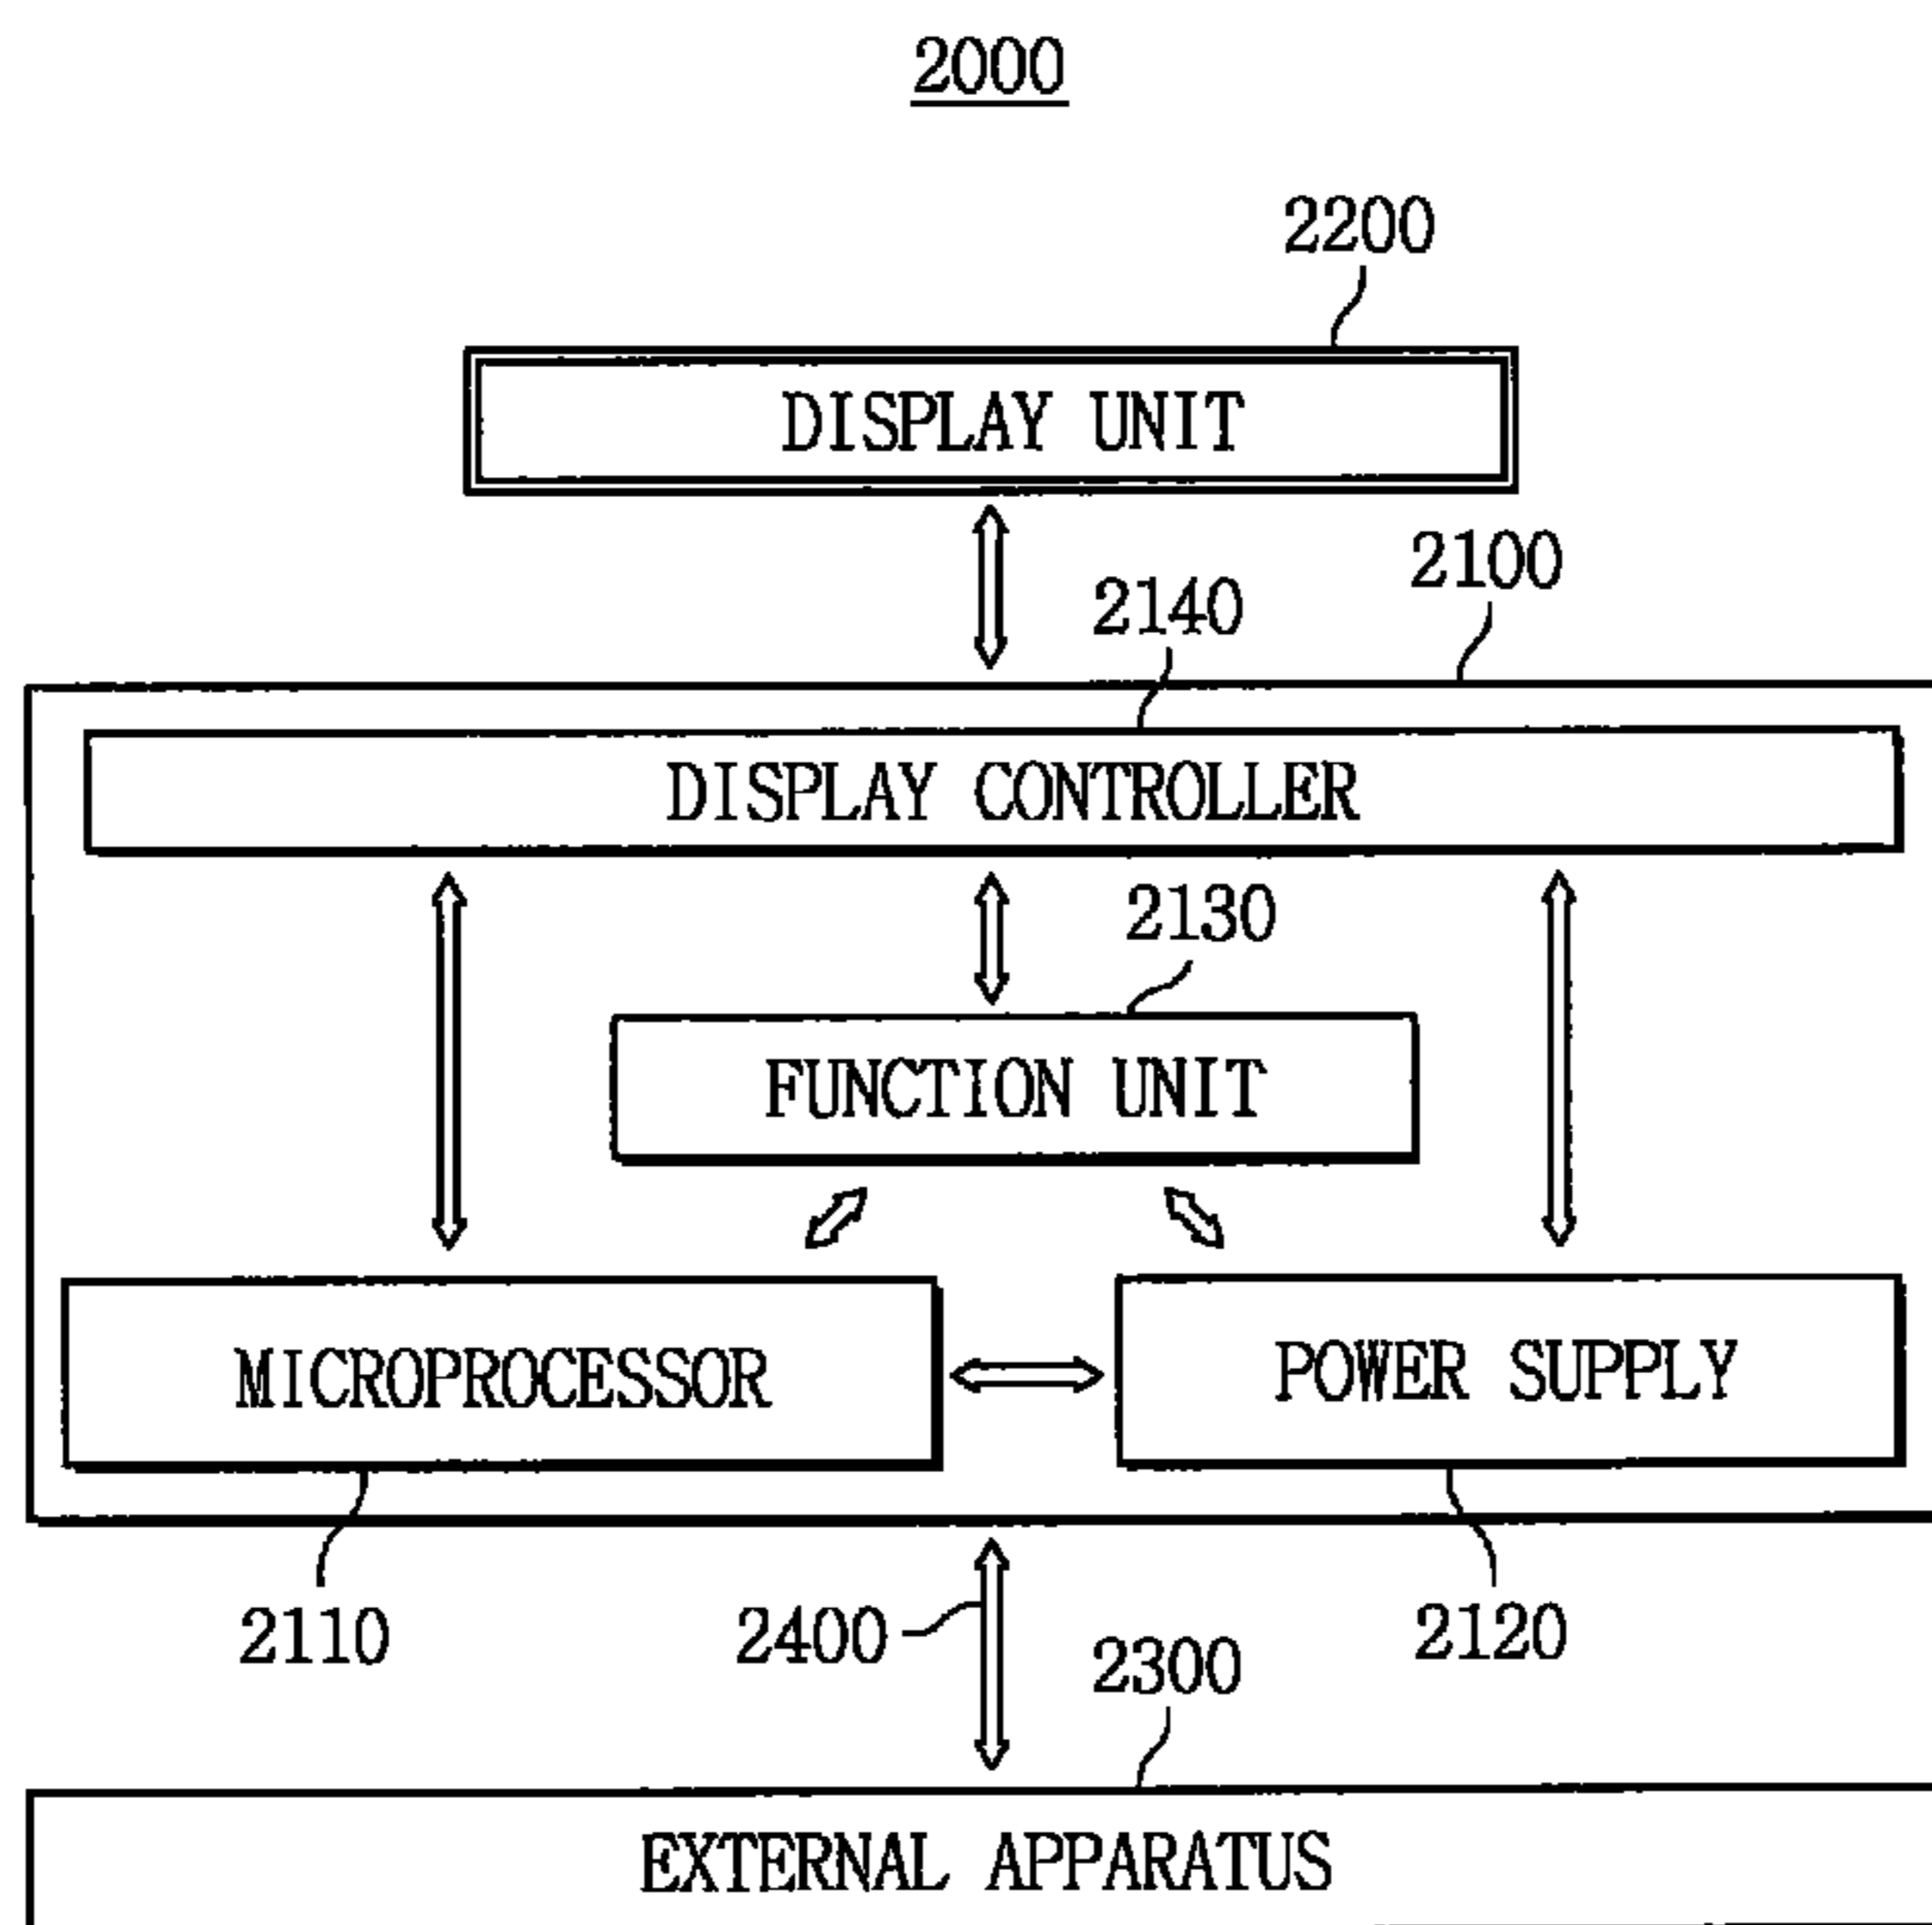 2000
2200
DISPLAY UNIT
2100
2140
DISPLAY CONTROLLER
2130
FUNCTION UNIT
MICROPROCESSOR
POWER SUPPLY
2110
2400
2120
2300
EXTERNAL APPARATUS